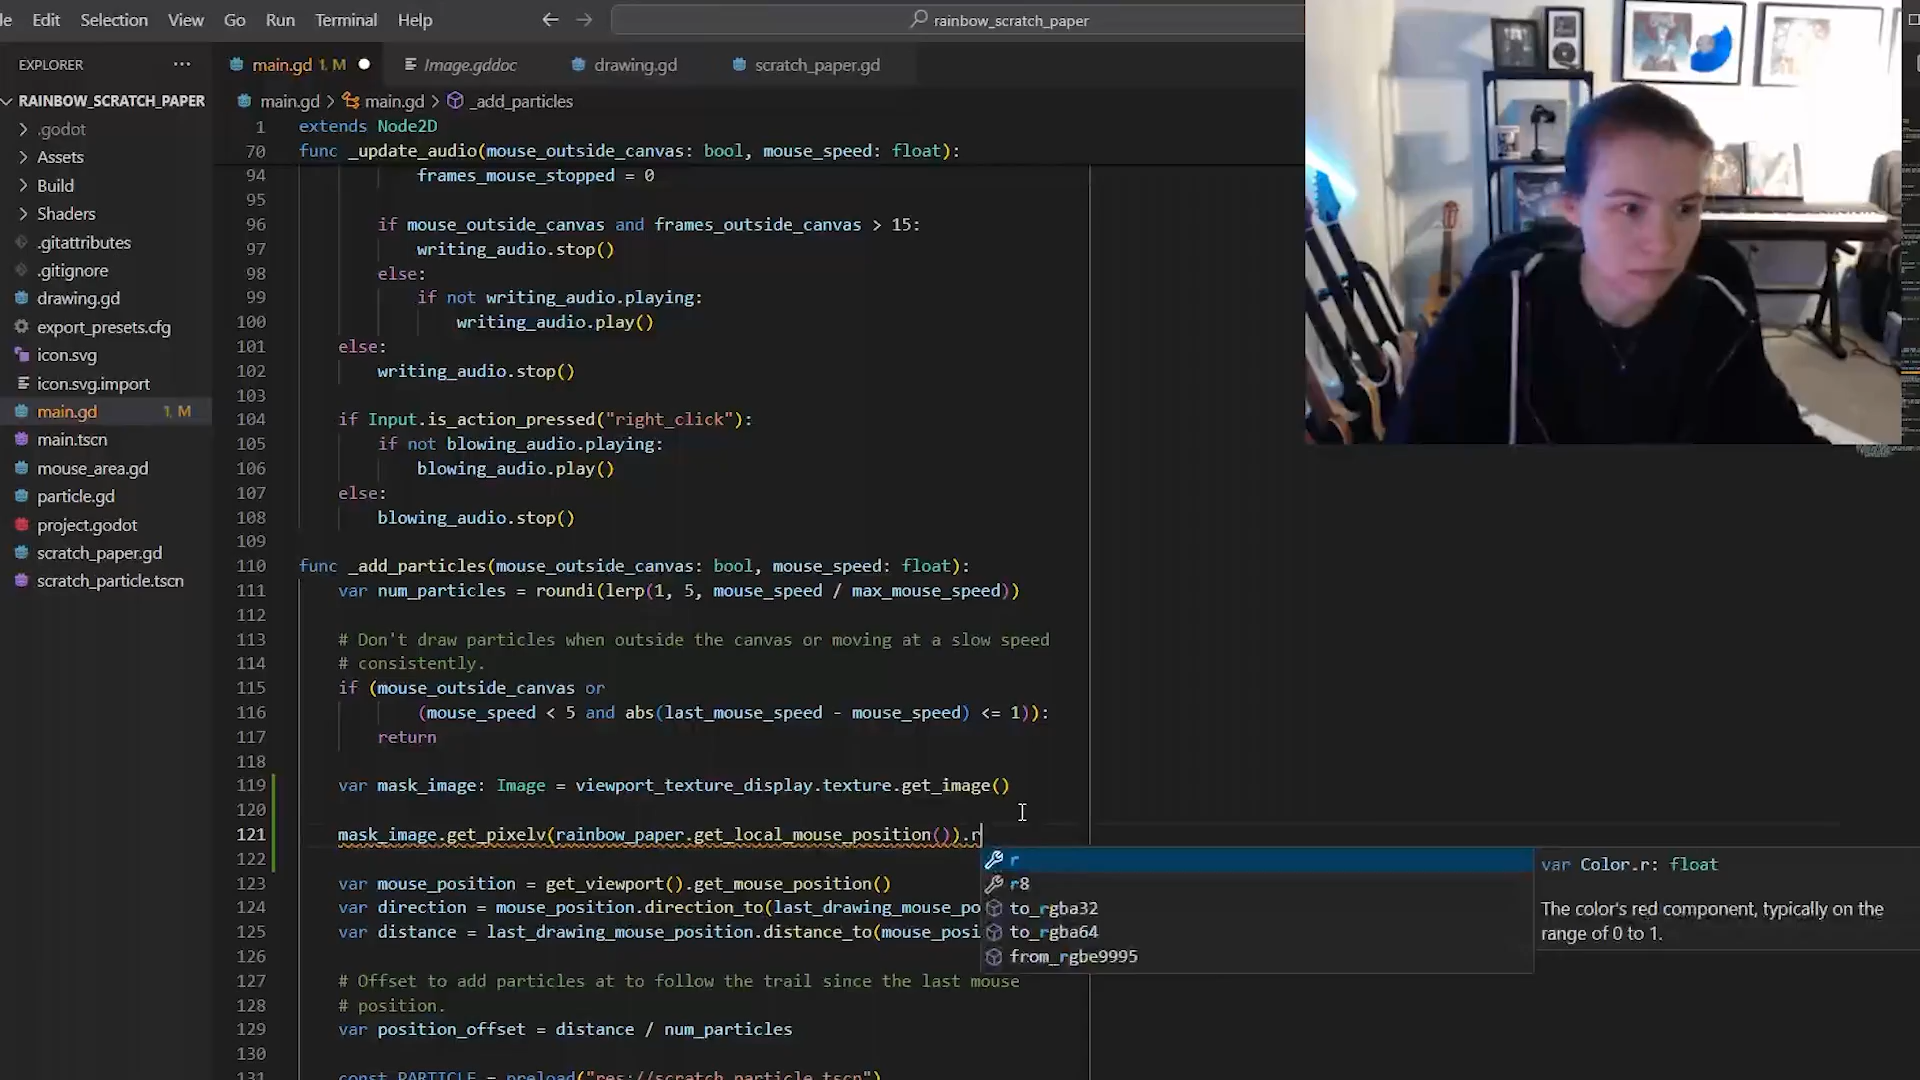 le Edit Selection View Go Run Terminal Help
rainbow_scratch_paper
EXPLORER
main.gd 1, M
Image.gddoc
drawing.gd
scratch_paper.gd
RAINBOW_SCRATCH_PAPER
.godot
Assets
Build
Shaders
.gitattributes
.gitignore
drawing.gd
export_presets.cfg
icon.svg
icon.svg.import
main.gd 1, M
main.tscn
mouse_area.gd
particle.gd
project.godot
scratch_paper.gd
scratch_particle.tscn
main.gd > main.gd > _add_particles
1 extends Node2D
70 func _update_audio(mouse_outside_canvas: bool, mouse_speed: float):
94 frames_mouse_stopped = 0
95
96 if mouse_outside_canvas and frames_outside_canvas > 15:
97 writing_audio.stop()
98 else:
99 if not writing_audio.playing:
100 writing_audio.play()
101 else:
102 writing_audio.stop()
103
104 if Input.is_action_pressed("right_click"):
105 if not blowing_audio.playing:
106 blowing_audio.play()
107 else:
108 blowing_audio.stop()
109
110 func _add_particles(mouse_outside_canvas: bool, mouse_speed: float):
111 var num_particles = roundi(lerp(1, 5, mouse_speed / max_mouse_speed))
112
113 # Don't draw particles when outside the canvas or moving at a slow speed
114 # consistently.
115 if (mouse_outside_canvas or
116 (mouse_speed < 5 and abs(last_mouse_speed - mouse_speed) <= 1)):
117 return
118
119 var mask_image: Image = viewport_texture_display.texture.get_image()
120
121 mask_image.get_pixelv(rainbow_paper.get_local_mouse_position()).r
122
123 var mouse_position = get_viewport().get_mouse_position()
124 var direction = mouse_position.direction_to(last_drawing_mouse_po
125 var distance = last_drawing_mouse_position.distance_to(mouse_posi
126
127 # Offset to add particles at to follow the trail since the last mouse
128 # position.
129 var position_offset = distance / num_particles
130
131 const PARTICLE = preload("res://scratch_particle.tscn")
r
r8
to_rgba32
to_rgba64
from_rgbe9995
var Color.r: float
The color's red component, typically on the
range of 0 to 1.